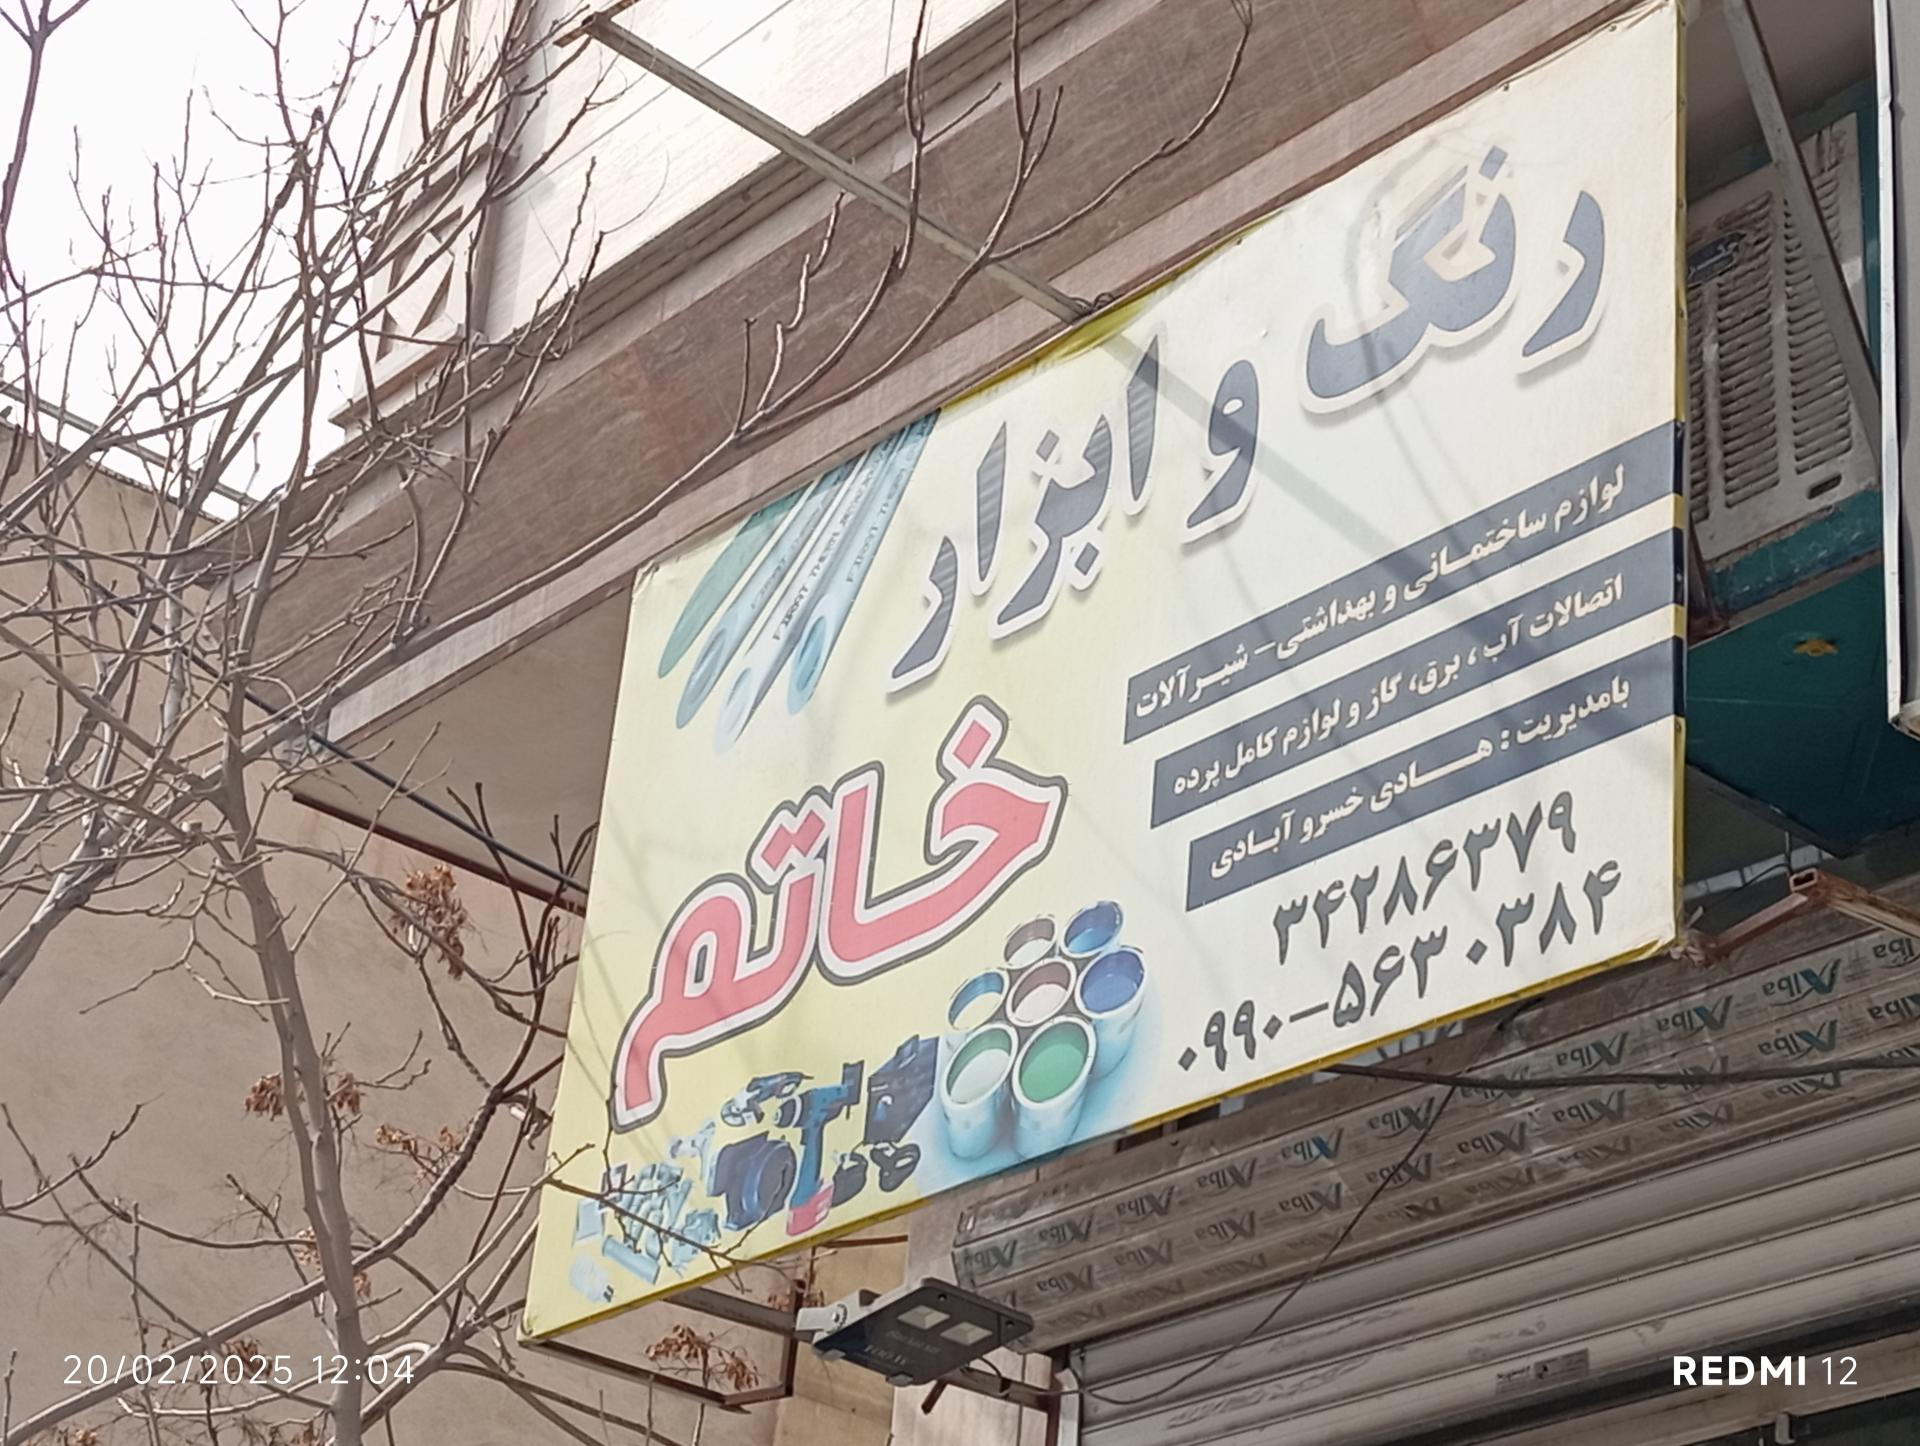 رنگ و ابزار
خاتم
لوازم ساختمانی و بهداشتی - شیرآلات
اتصالات آب ، برق، گاز و لوازم کامل پرده
بامدیریت : هادی خسرو آبادی
۳۴۲۸۶۳۷۹
۰۹۹۰-۵۶۳۰۳۸۴
Alba
20/02/2025 12:04
REDMI 12